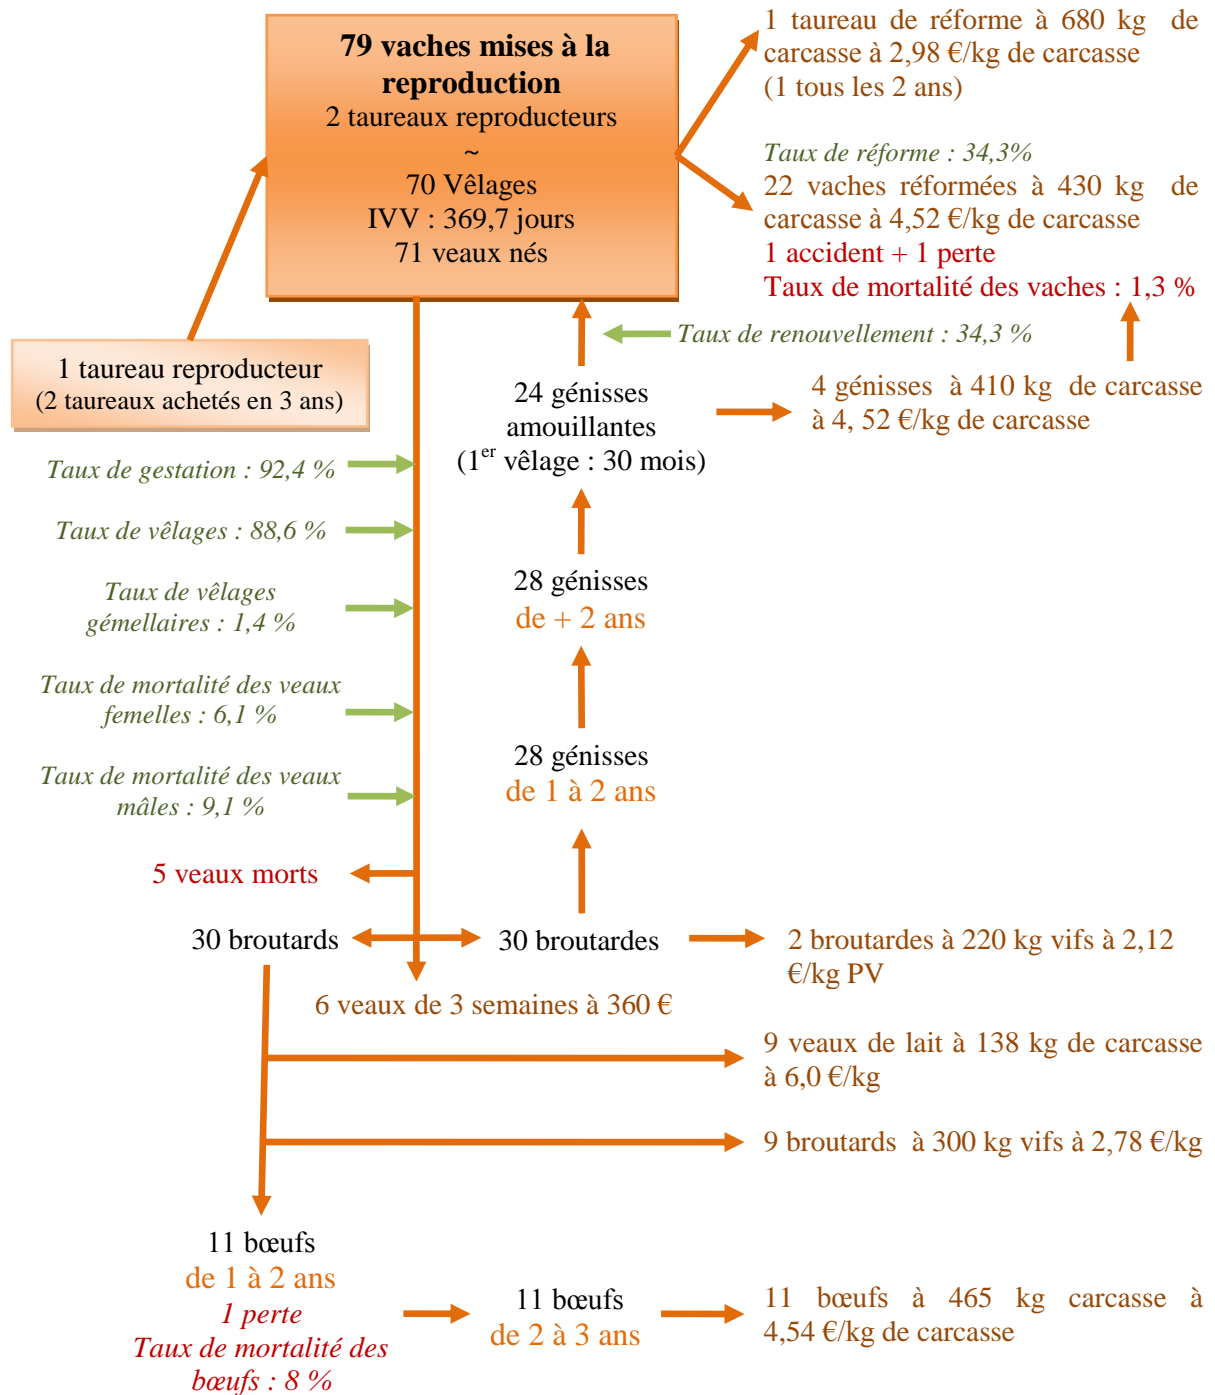 79 vaches mises à la
reproduction
2 taureaux reproducteurs
~
70 Vêlages
IVV : 369,7 jours
71 veaux nés
1 taureau de réforme à 680 kg de
carcasse à 2,98 €/kg de carcasse
(1 tous les 2 ans)
Taux de réforme : 34,3%
22 vaches réformées à 430 kg de
carcasse à 4,52 €/kg de carcasse
1 accident + 1 perte
Taux de mortalité des vaches : 1,3 %
Taux de renouvellement : 34,3 %
1 taureau reproducteur
(2 taureaux achetés en 3 ans)
24 génisses
amouillantes
(1er vêlage : 30 mois)
4 génisses à 410 kg de carcasse
à 4, 52 €/kg de carcasse
Taux de gestation : 92,4 %
Taux de vêlages : 88,6 %
Taux de vêlages
gémellaires : 1,4 %
28 génisses
de + 2 ans
Taux de mortalité des veaux
femelles : 6,1 %
28 génisses
de 1 à 2 ans
Taux de mortalité des veaux
mâles : 9,1 %
5 veaux morts
30 broutards
30 broutardes
2 broutardes à 220 kg vifs à 2,12
€/kg PV
6 veaux de 3 semaines à 360 €
9 veaux de lait à 138 kg de carcasse
à 6,0 €/kg
9 broutards à 300 kg vifs à 2,78 €/kg
11 bœufs
de 1 à 2 ans
1 perte
Taux de mortalité des
bœufs : 8 %
11 bœufs
de 2 à 3 ans
11 bœufs à 465 kg carcasse à
4,54 €/kg de carcasse